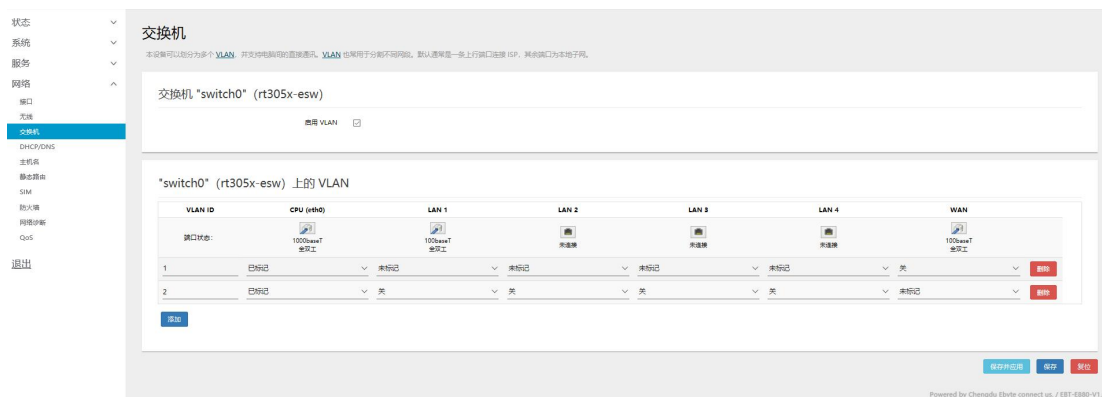 状态
系统
服务
网络
接口
无线
交换机
DHCP/DNS
主机名
静态路由
SIM
防火墙
网络诊断
QoS
退出
交换机
本设备可以划分为多个 VLAN，并支持电脑间的直接通讯。VLAN 也常用于分割不同网段。默认通常是一条上行端口连接 ISP，其余端口为本地子网。
交换机 "switch0"（rt305x-esw）
启用 VLAN
"switch0"（rt305x-esw）上的 VLAN
VLAN ID CPU (eth0) LAN 1 LAN 2 LAN 3 LAN 4 WAN
端口状态： 1000baseT 全双工 100baseT 全双工 未连接 未连接 未连接 100baseT 全双工
1 已标记 未标记 未标记 未标记 未标记 关 删除
2 已标记 关 关 关 关 未标记 删除
添加
保存并应用 保存 复位
Powered by Chengdu Ebyte connect us. / EBT-E880-V1.